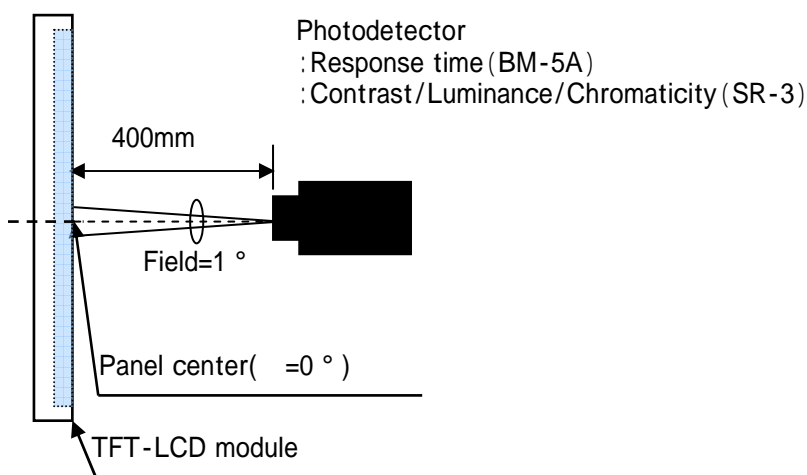 Photodetector
:Response time(BM-5A)
:Contrast/Luminance/Chromaticity(SR-3)
400mm
Field=1 °
Panel center( =0 ° )
TFT-LCD module